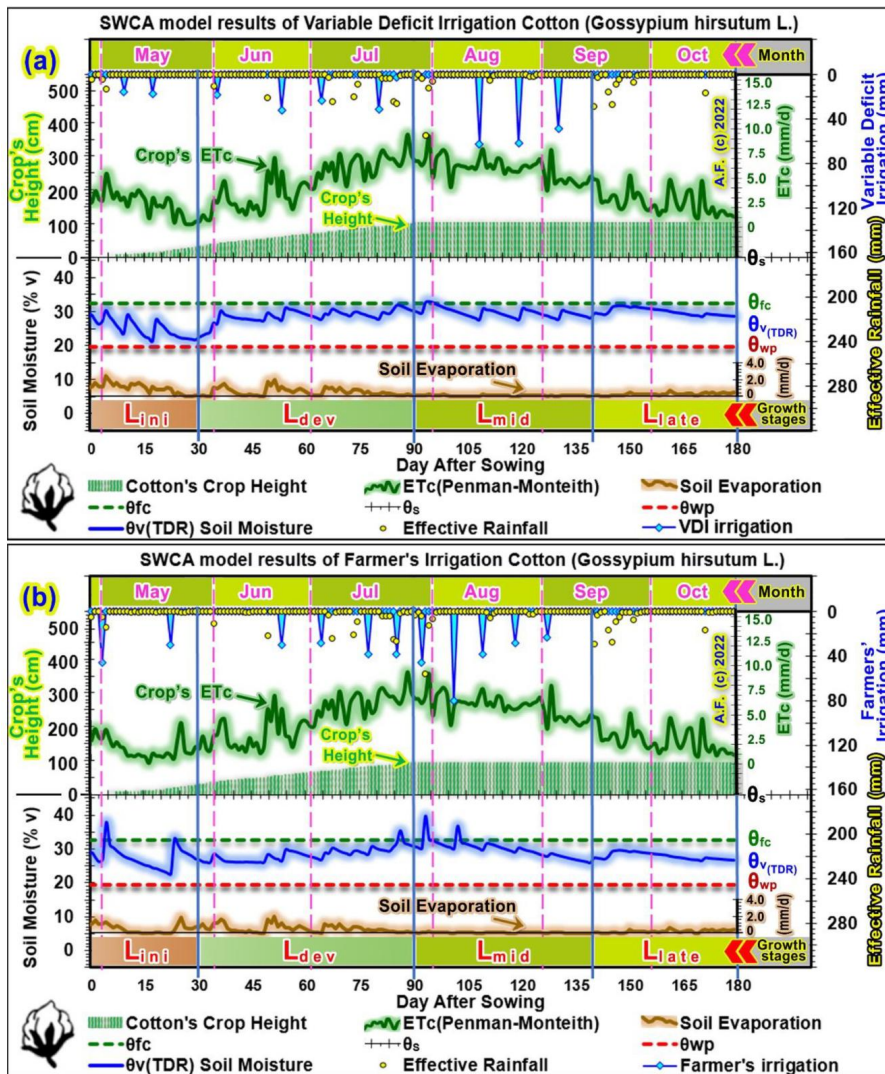 SWCA model results of Variable Deficit Irrigation Cotton (Gossypium hirsutum L.)
(a)
May Jun Jul Aug Sep Oct Month
Crop's Height (cm)
500
400
300
200
100
0
Crop's ETc
Crop's Height
A.F. (c) 2022
15.0
12.5
10.0
7.5
5.0
2.5
0
ETc (mm/d)
θs
0
40
80
120
160
200
240
280
Variable Deficit Irrigation (mm)
Effective Rainfall (mm)
Soil Moisture (% v)
40
30
20
10
0
θfc
θv(TDR)
θwp
Soil Evaporation
4.0
2.0
0
(mm/d)
Lini Ldev Lmid Llate Growth stages
0 15 30 45 61 75 90 105 120 135 150 165 180
Day After Sowing
Cotton's Crop Height ETc(Penman-Monteith) Soil Evaporation
θfc θs θwp
θv(TDR) Soil Moisture Effective Rainfall VDI irrigation
SWCA model results of Farmer's Irrigation Cotton (Gossypium hirsutum L.)
(b)
May Jun Jul Aug Sep Oct Month
Crop's Height (cm)
500
400
300
200
100
0
Crop's ETc
Crop's Height
A.F. (c) 2022
15.0
12.5
10.0
7.5
5.0
2.5
0
ETc (mm/d)
θs
0
40
80
120
160
200
240
280
Farmers' Irrigation (mm)
Effective Rainfall (mm)
Soil Moisture (% v)
40
30
20
10
0
θfc
θv(TDR)
θwp
Soil Evaporation
4.0
2.0
0
(mm/d)
Lini Ldev Lmid Llate Growth stages
0 15 30 45 61 75 90 105 120 135 150 165 180
Day After Sowing
Cotton's Crop Height ETc(Penman-Monteith) Soil Evaporation
θfc θs θwp
θv(TDR) Soil Moisture Effective Rainfall Farmer's irrigation